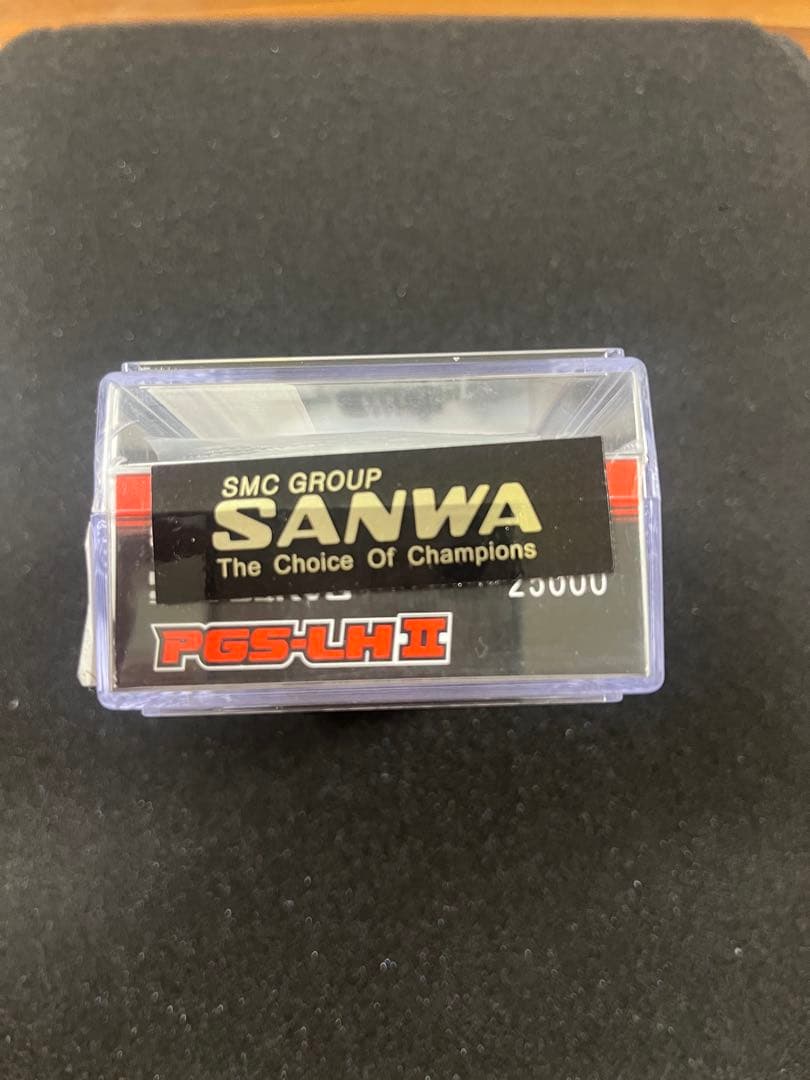 SMC GROUP
SANWA
The Choice Of Champions
25000
PGS-LH II